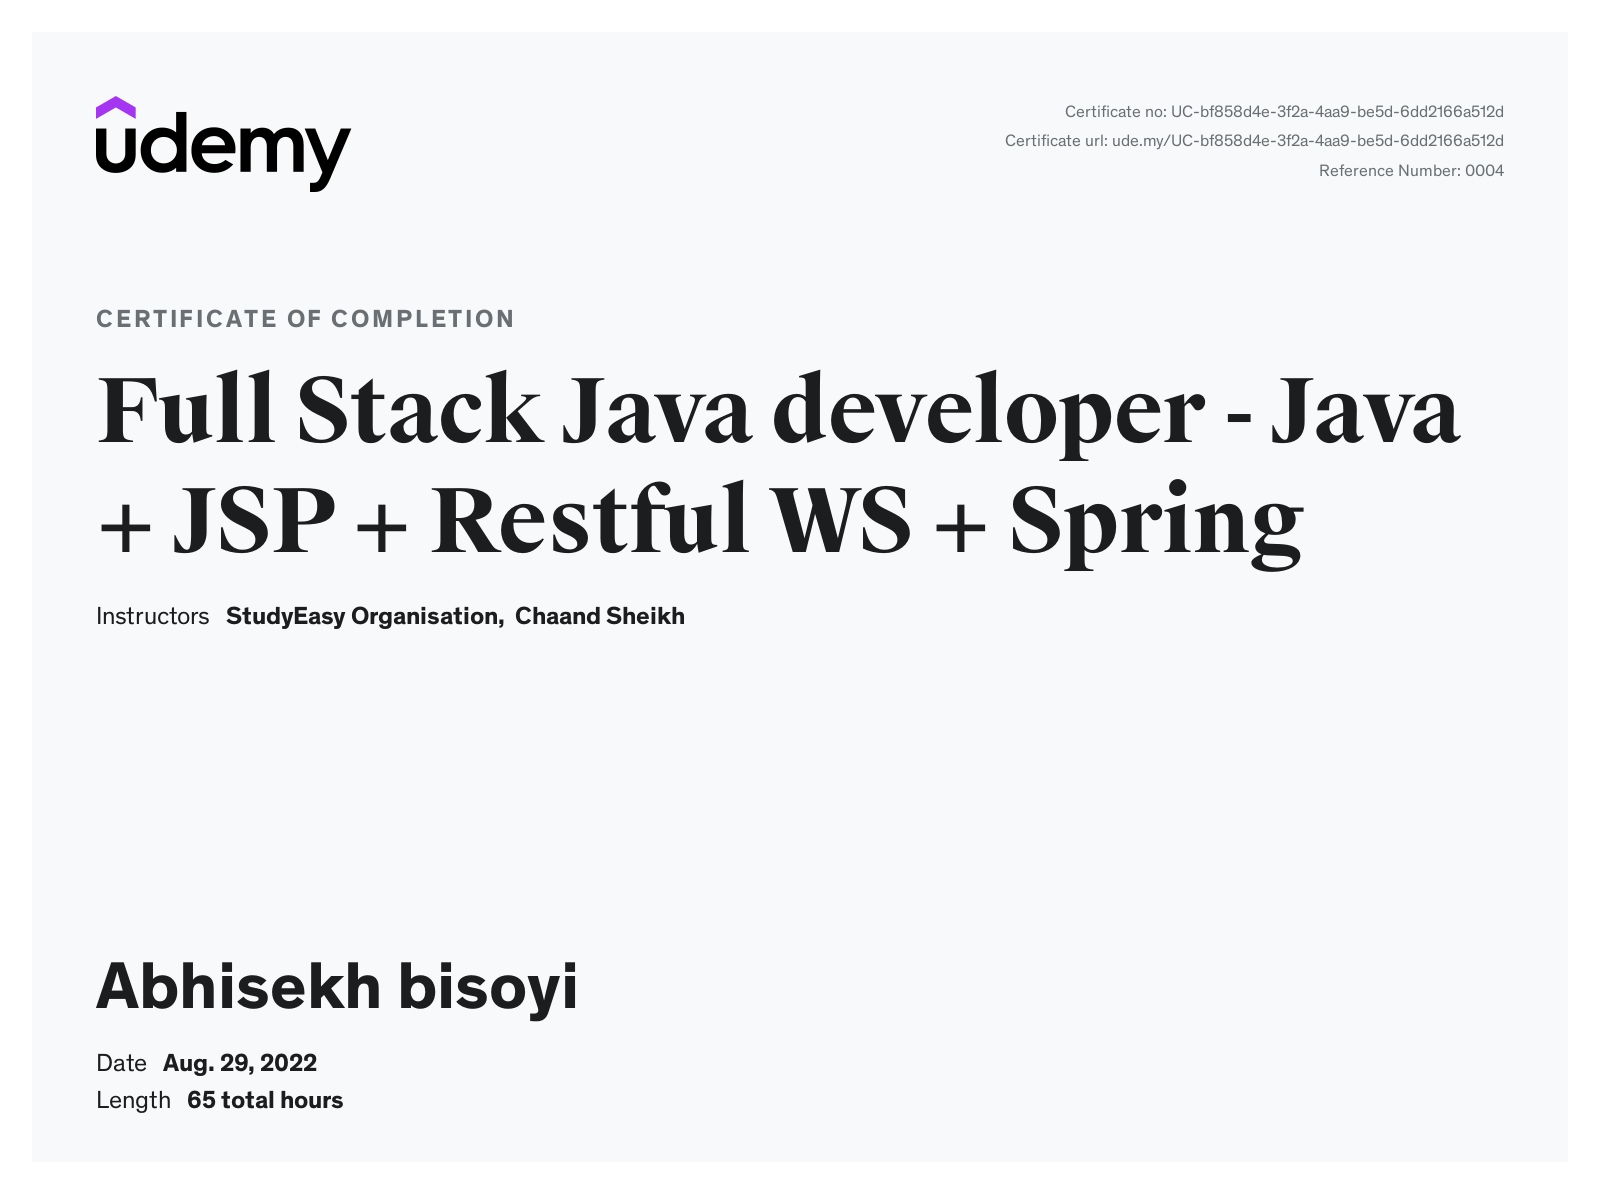 udemy
Certificate no: UC-bf858d4e-3f2a-4aa9-be5d-6dd2166a512d
Certificate url: ude.my/UC-bf858d4e-3f2a-4aa9-be5d-6dd2166a512d
Reference Number: 0004
CERTIFICATE OF COMPLETION
Full Stack Java developer - Java
+ JSP + Restful WS + Spring
Instructors StudyEasy Organisation, Chaand Sheikh
Abhisekh bisoyi
Date Aug. 29, 2022
Length 65 total hours